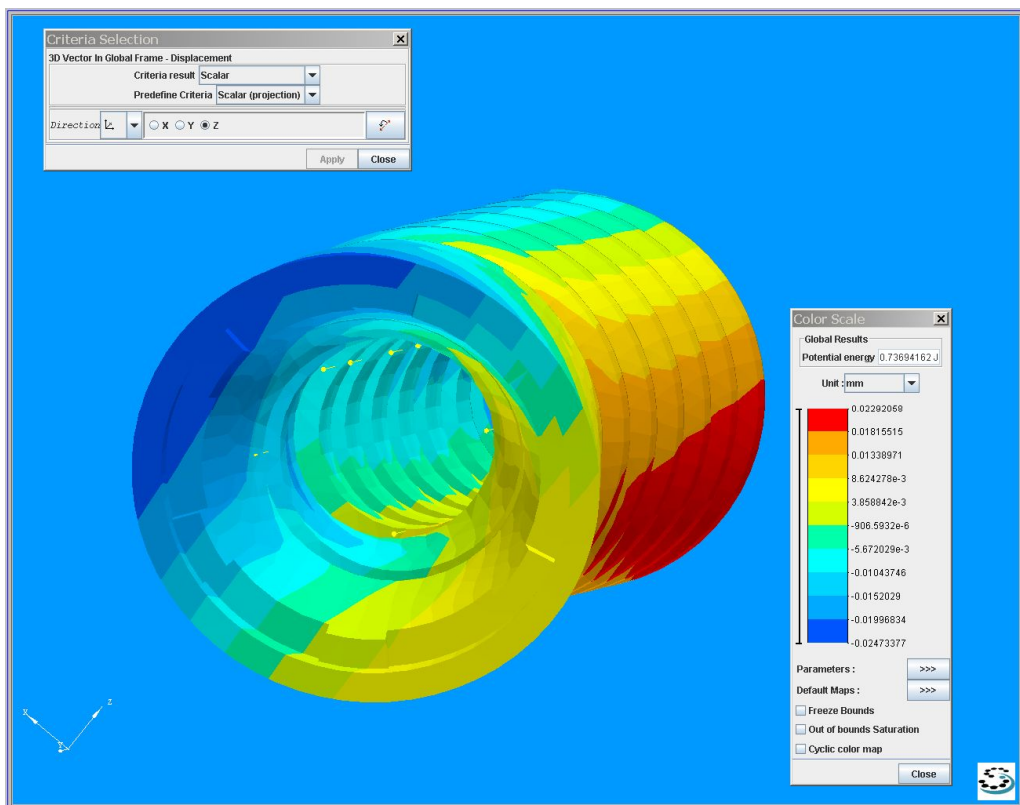 Criteria Selection
3D Vector In Global Frame - Displacement
Criteria result Scalar
Predefine Criteria Scalar (projection)
Direction X Y Z
Apply Close
Color Scale
Global Results
Potential energy 0.73694162 J
Unit : mm
0.02292068
0.01815515
0.01338971
8.624278e-3
3.858842e-3
-906.5932e-6
-5.672029e-3
-0.01043746
-0.0152029
-0.01996834
-0.02473377
Parameters : >>>
Default Maps : >>>
Freeze Bounds
Out of bounds Saturation
Cyclic color map
Close
X Z
Y